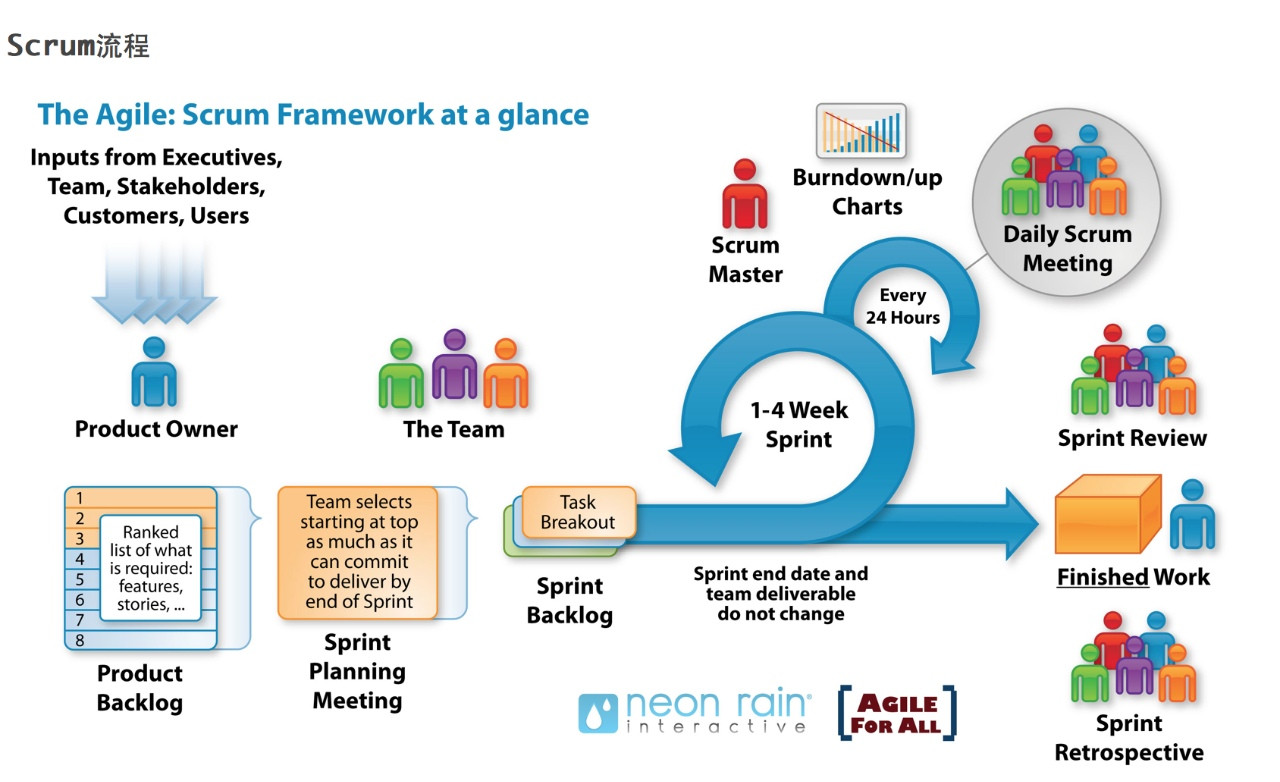 Scrum流程
The Agile: Scrum Framework at a glance
Inputs from Executives,
Team, Stakeholders,
Customers, Users
Product Owner
The Team
Scrum
Master
Burndown/up
Charts
Daily Scrum
Meeting
Every
24 Hours
1-4 Week
Sprint
Sprint Review
1
2
3
4
5
6
7
8
Ranked
list of what
is required:
features,
stories, ...
Product
Backlog
Team selects
starting at top
as much as it
can commit
to deliver by
end of Sprint
Sprint
Planning
Meeting
Task
Breakout
Sprint
Backlog
Sprint end date and
team deliverable
do not change
Finished Work
Sprint
Retrospective
neon rain®
interactive
AGILE
FOR ALL